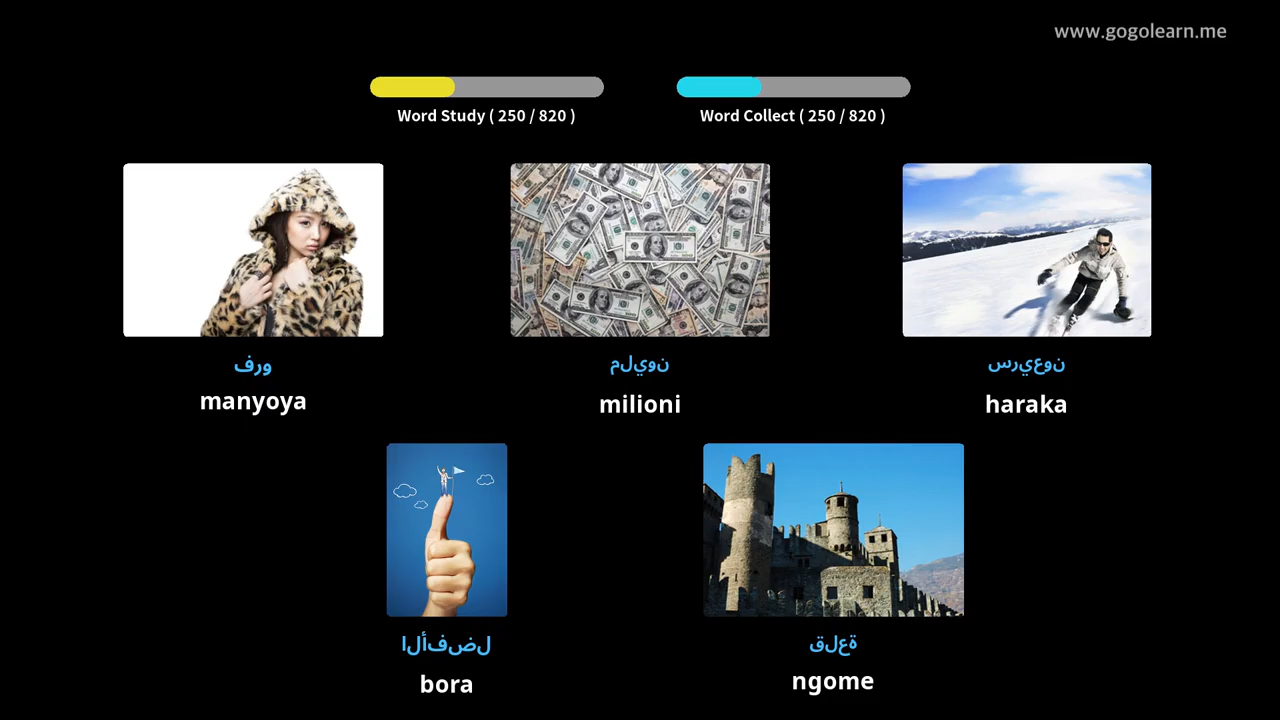 www.gogolearn.me
Word Study ( 250 / 820 )
Word Collect ( 250 / 820 )
فرو
manyoya
مليون
milioni
سريعون
haraka
الأفضل
bora
قلعة
ngome